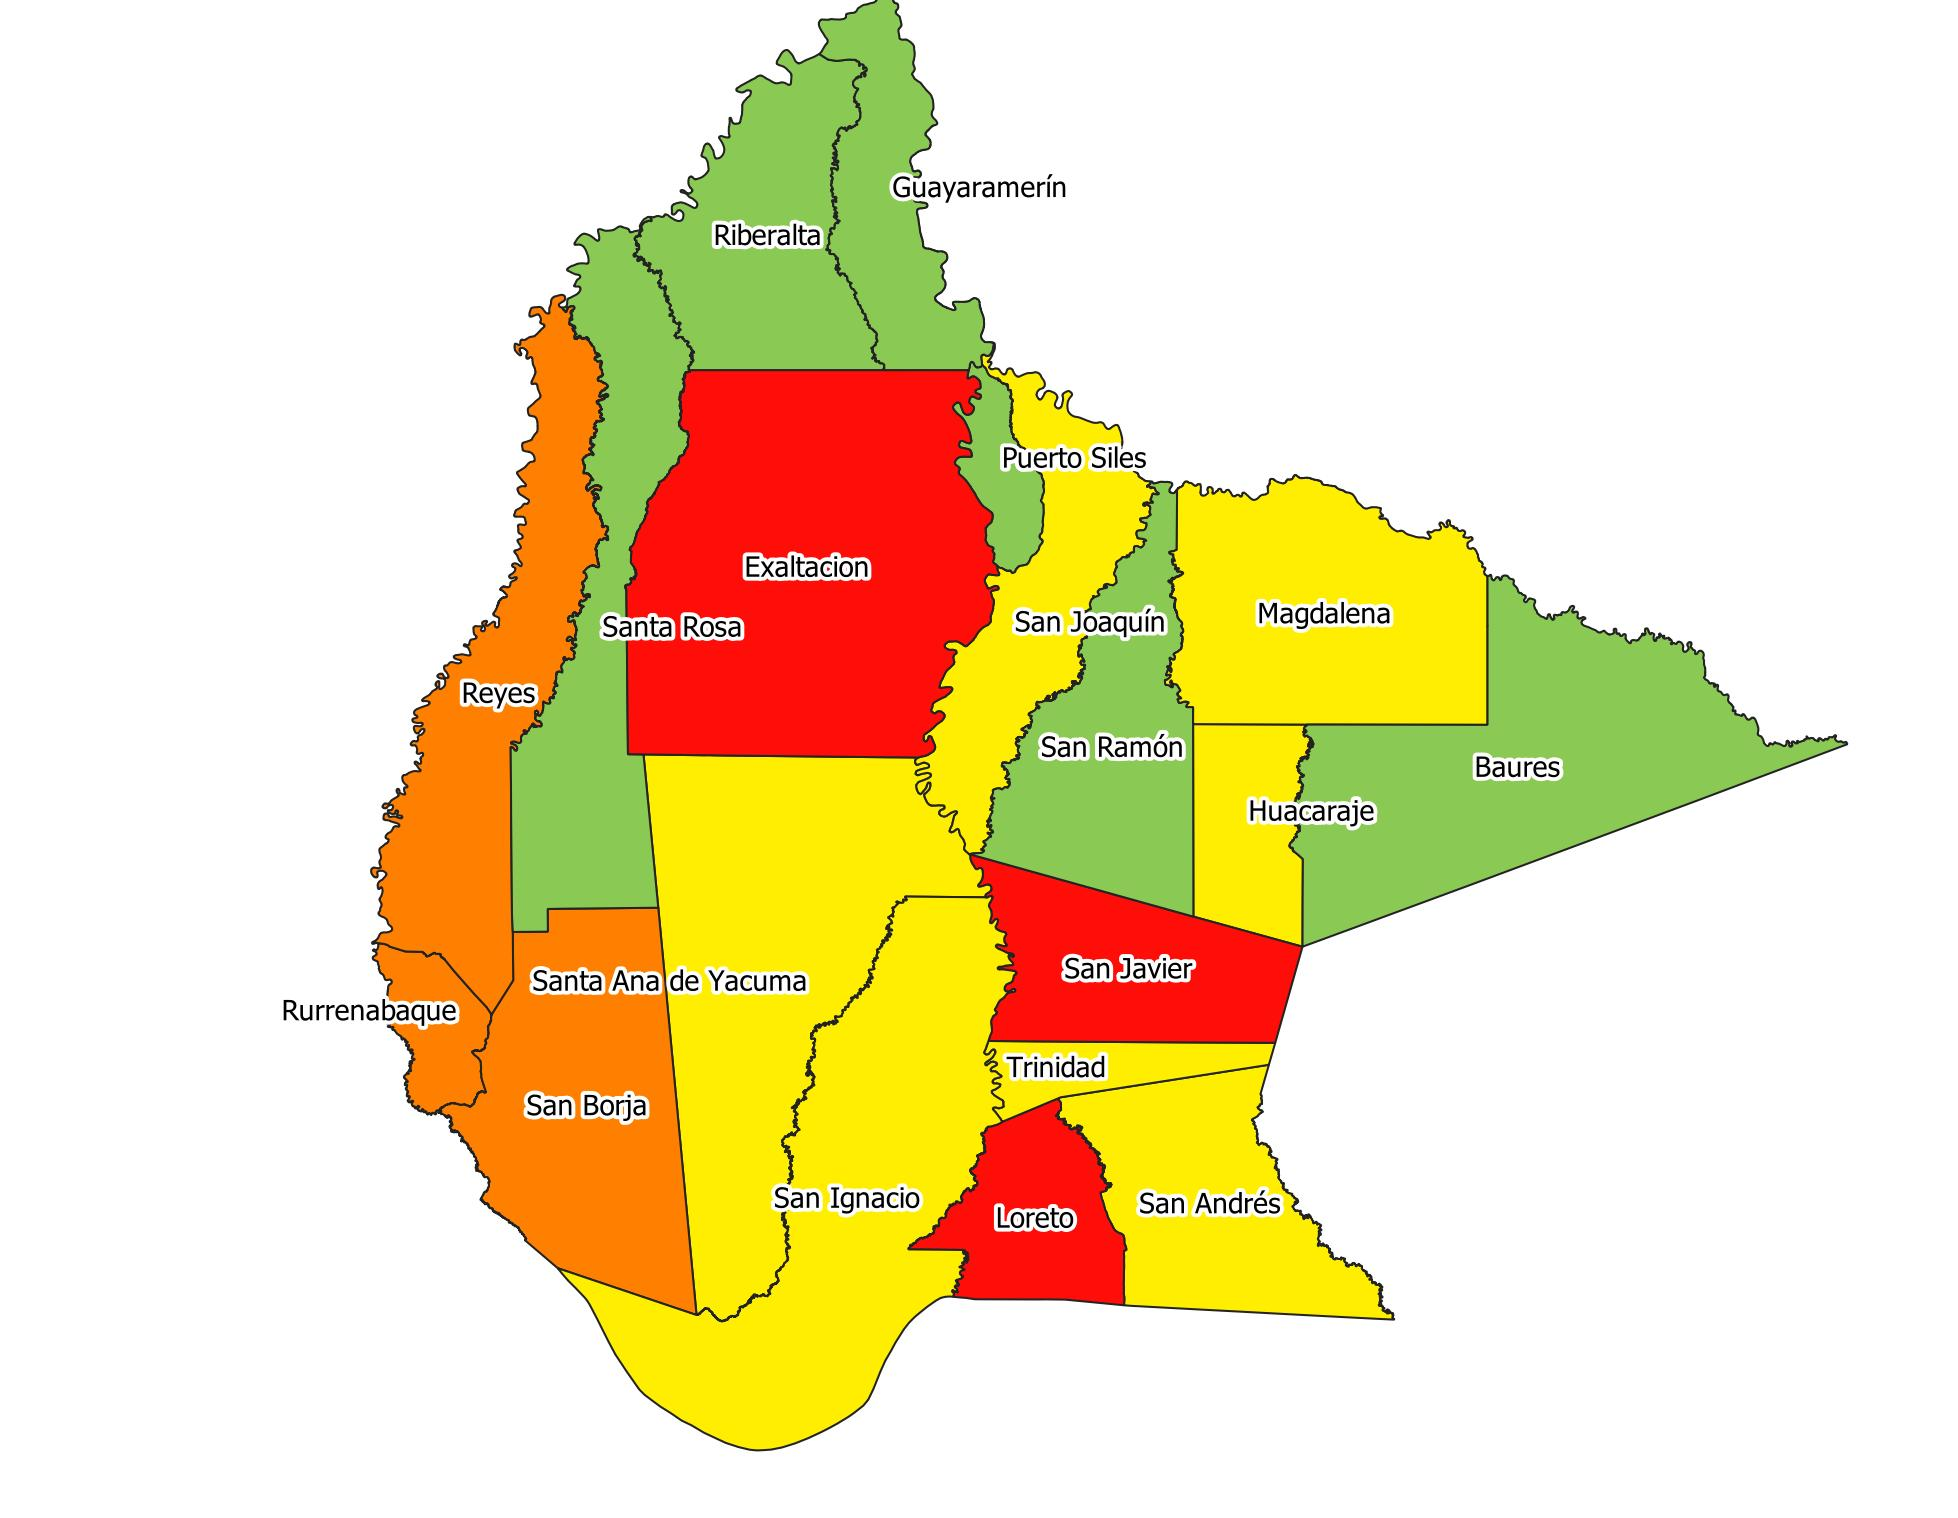 Guayaramerín
Riberalta
Puerto Siles
Exaltacion
Santa Rosa
San Joaquín
Magdalena
Reyes
San Ramón
Baures
Huacaraje
San Javier
Santa Ana de Yacuma
Rurrenabaque
Trinidad
San Borja
San Ignacio
San Andrés
Loreto